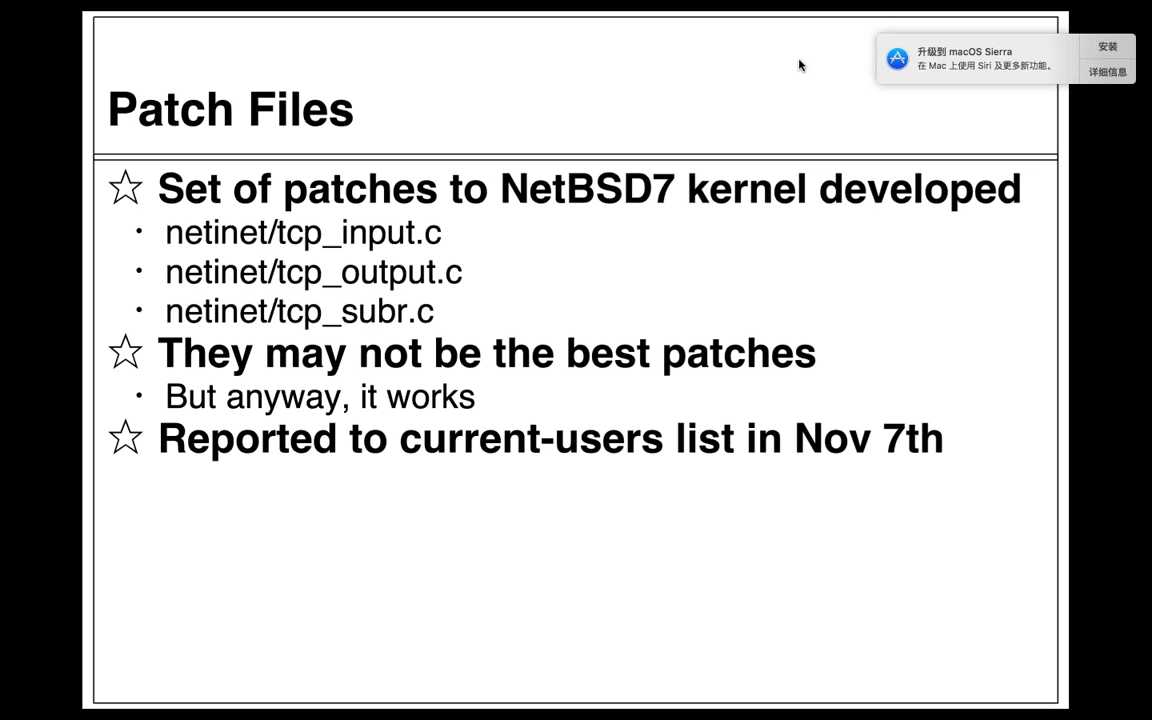 升级到 macOS Sierra
在 Mac 上使用 Siri 及更多新功能。
安装
详细信息
Patch Files
☆ Set of patches to NetBSD7 kernel developed
・ netinet/tcp_input.c
・ netinet/tcp_output.c
・ netinet/tcp_subr.c
☆ They may not be the best patches
・ But anyway, it works
☆ Reported to current-users list in Nov 7th